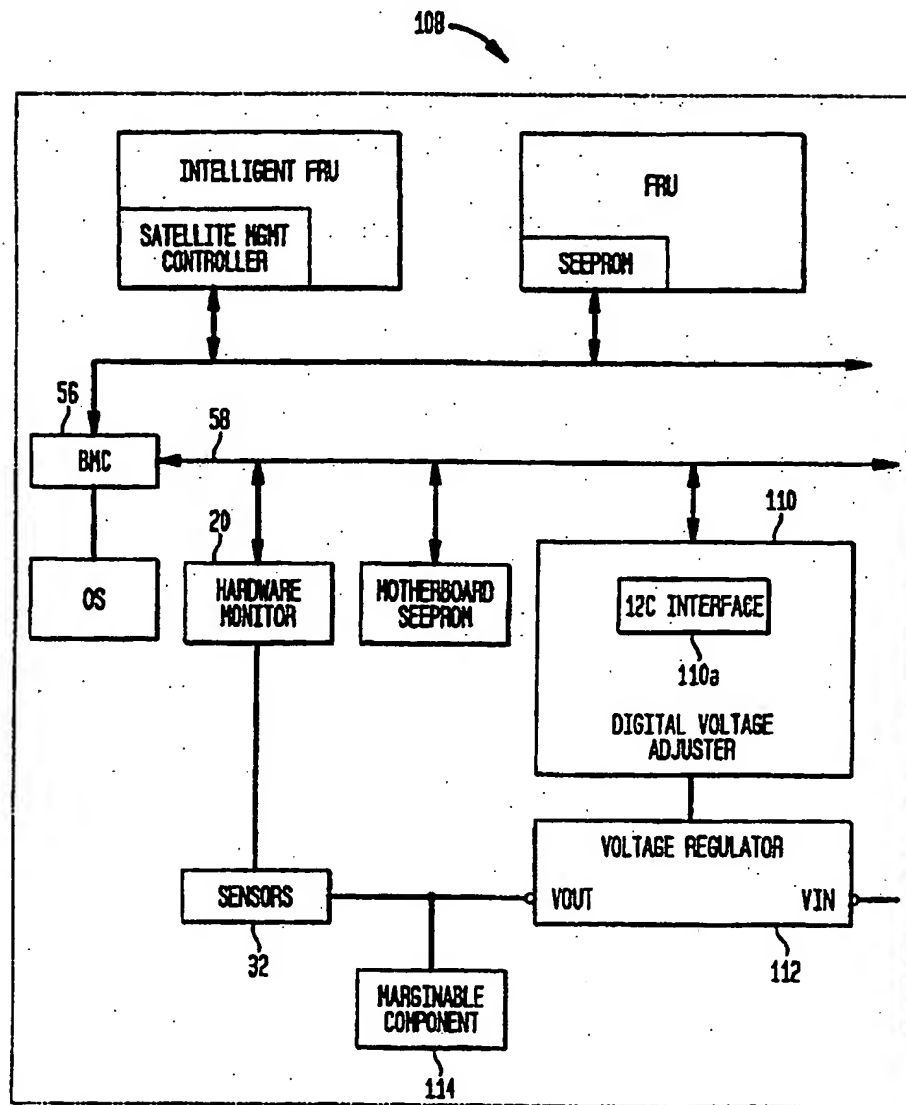 108
INTELLIGENT FRU
SATELLITE MGMT
CONTROLLER
FRU
SEEPROM
56
BMC
58
OS
20
HARDWARE
MONITOR
MOTHERBOARD
SEEPROM
110
12C INTERFACE
110a
DIGITAL VOLTAGE
ADJUSTER
VOLTAGE REGULATOR
VOUT
VIN
112
SENSORS
32
MARGINABLE
COMPONENT
114